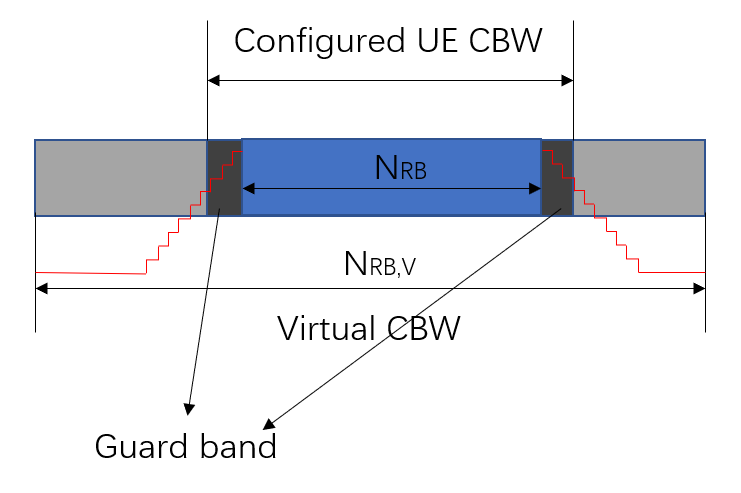 Configured UE CBW
NRB
NRB,V
Virtual CBW
Guard band